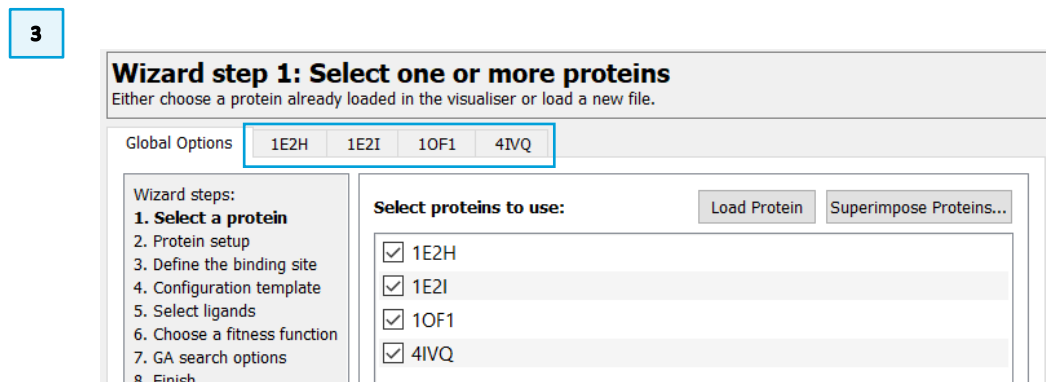 3
Wizard step 1: Select one or more proteins
Either choose a protein already loaded in the visualiser or load a new file.
Global Options 1E2H 1E2I 1OF1 4IVQ
Wizard steps:
1. Select a protein
2. Protein setup
3. Define the binding site
4. Configuration template
5. Select ligands
6. Choose a fitness function
7. GA search options
8. Finish
Select proteins to use: Load Protein Superimpose Proteins...
1E2H
1E2I
1OF1
4IVQ